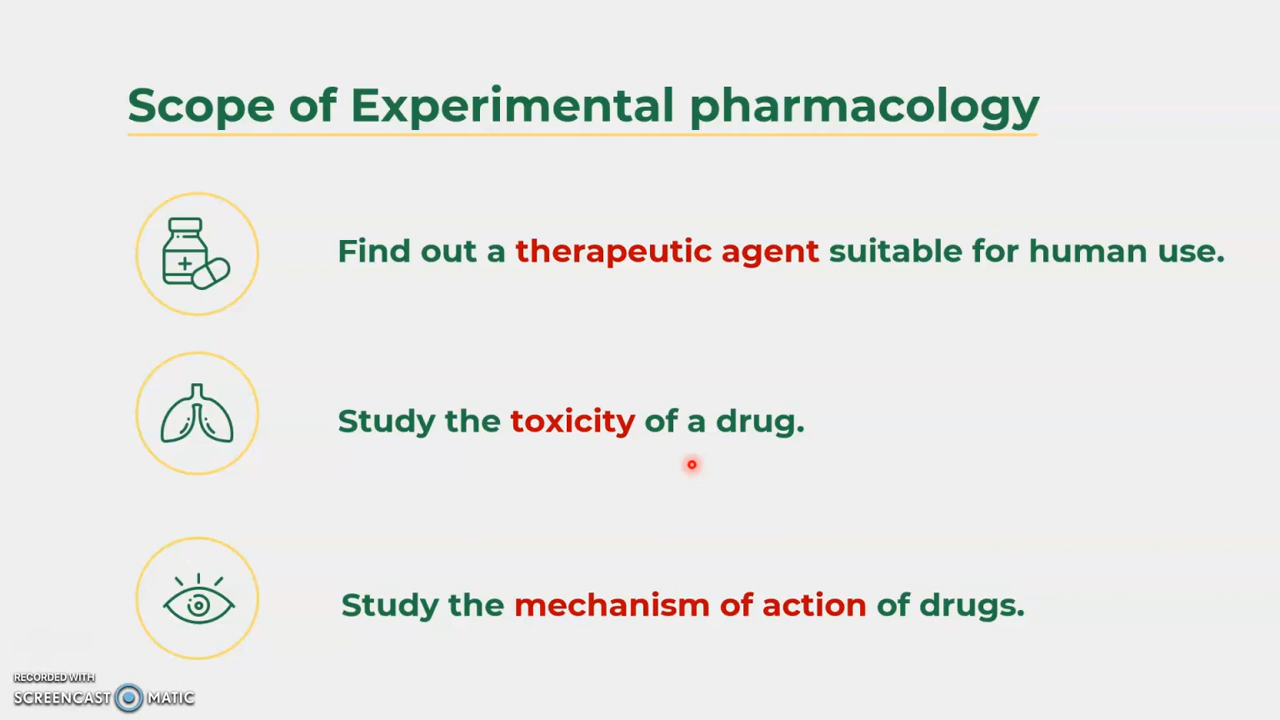 Scope of Experimental pharmacology
Find out a therapeutic agent suitable for human use.
Study the toxicity of a drug.
Study the mechanism of action of drugs.
RECORDED WITH
SCREENCAST MATIC